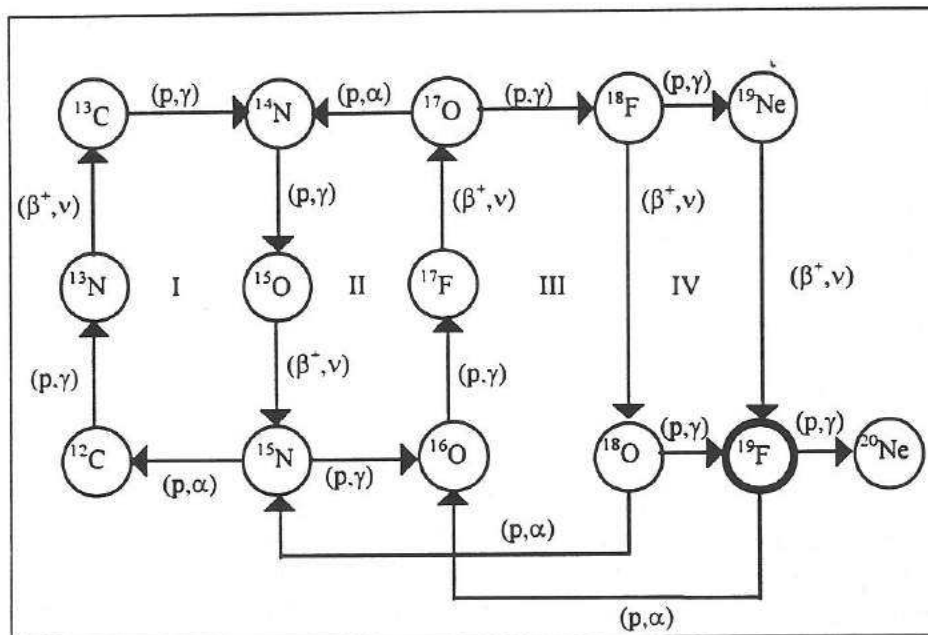 (p,γ) (p,α) (p,γ) (p,γ)
¹³C ¹⁴N ¹⁷O ¹⁸F ¹⁹Ne
(p,γ)
(β⁺,ν) (β⁺,ν) (β⁺,ν)
¹³N I ¹⁵O II ¹⁷F III IV (β⁺,ν)
(p,γ) (β⁺,ν) (p,γ)
(p,γ) (p,γ)
¹²C ¹⁵N ¹⁶O ¹⁸O ¹⁹F ²⁰Ne
(p,α) (p,γ)
(p,α)
(p,α)